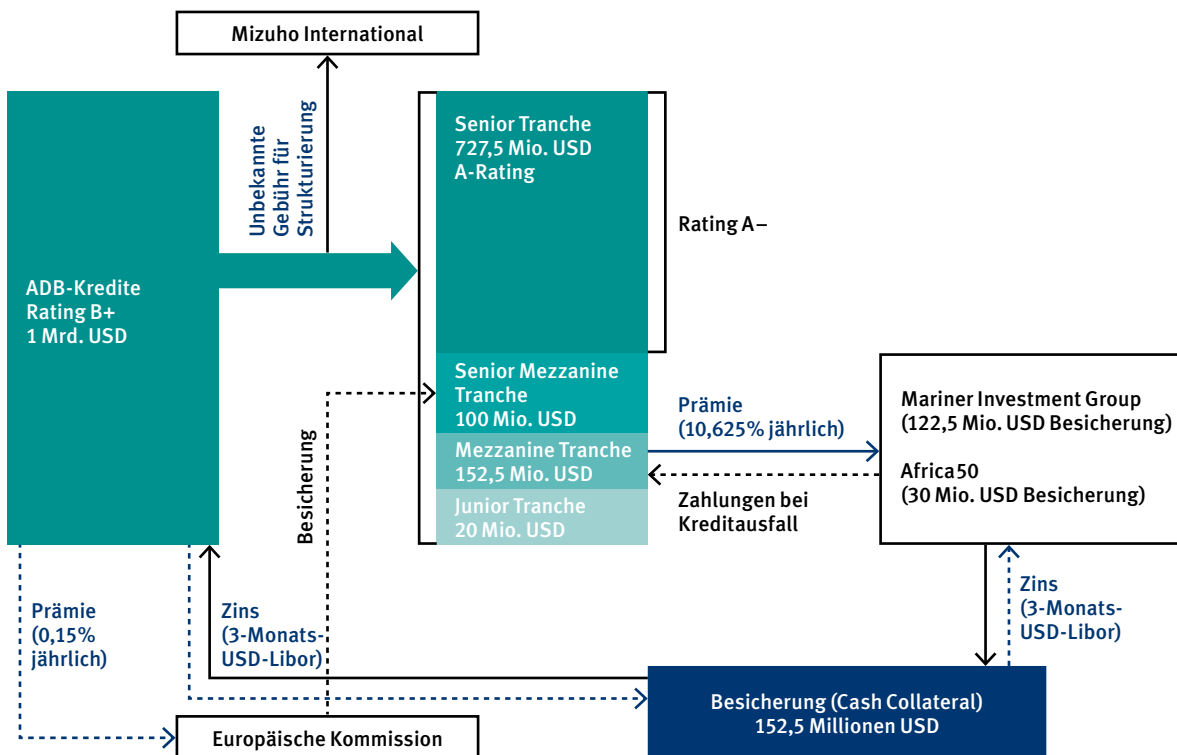 Mizuho International
Unbekannte
Gebühr für
Strukturierung
ADB-Kredite
Rating B+
1 Mrd. USD
Senior Tranche
727,5 Mio. USD
A-Rating
Rating A–
Senior Mezzanine
Tranche
100 Mio. USD
Mezzanine Tranche
152,5 Mio. USD
Junior Tranche
20 Mio. USD
Besicherung
Prämie
(10,625% jährlich)
Zahlungen bei
Kreditausfall
Mariner Investment Group
(122,5 Mio. USD Besicherung)
Africa50
(30 Mio. USD Besicherung)
Prämie
(0,15%
jährlich)
Zins
(3-Monats-
USD-Libor)
Zins
(3-Monats-
USD-Libor)
Besicherung (Cash Collateral)
152,5 Millionen USD
Europäische Kommission